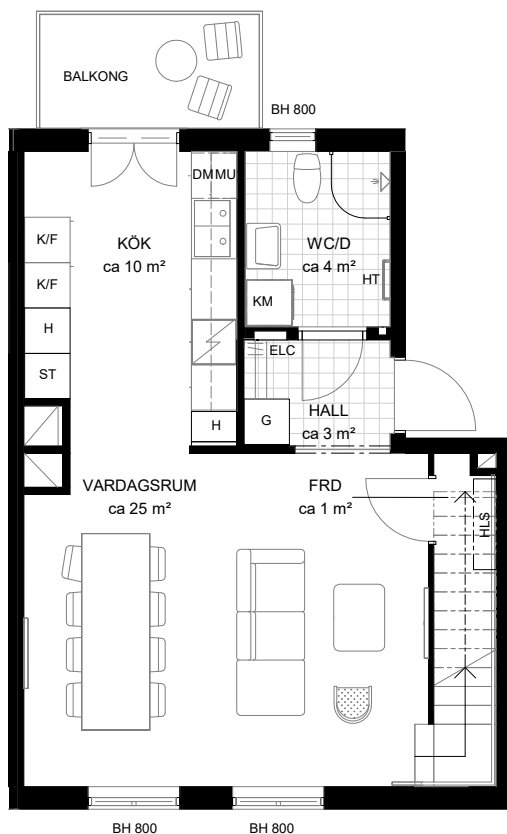 BALKONG
BH 800
DM MU
K/F
KÖK
ca 10 m²
WC/D
ca 4 m²
HT
K/F
KM
H
ELC
ST
G
HALL
ca 3 m²
H
VARDAGSRUM
ca 25 m²
FRD
ca 1 m²
HLS
BH 800
BH 800